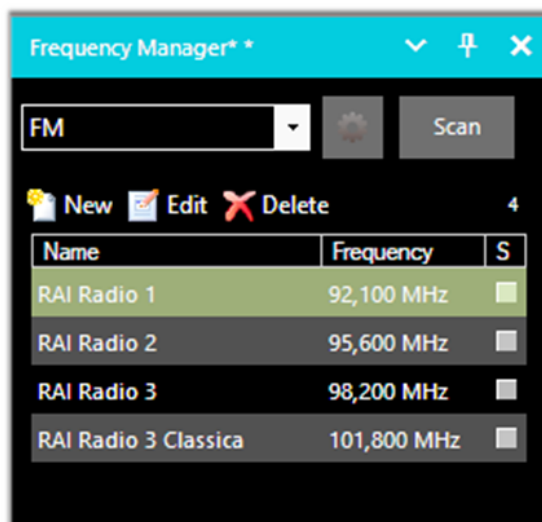 Frequency Manager* *
FM
Scan
New Edit Delete 4
Name Frequency S
RAI Radio 1 92,100 MHz
RAI Radio 2 95,600 MHz
RAI Radio 3 98,200 MHz
RAI Radio 3 Classica 101,800 MHz